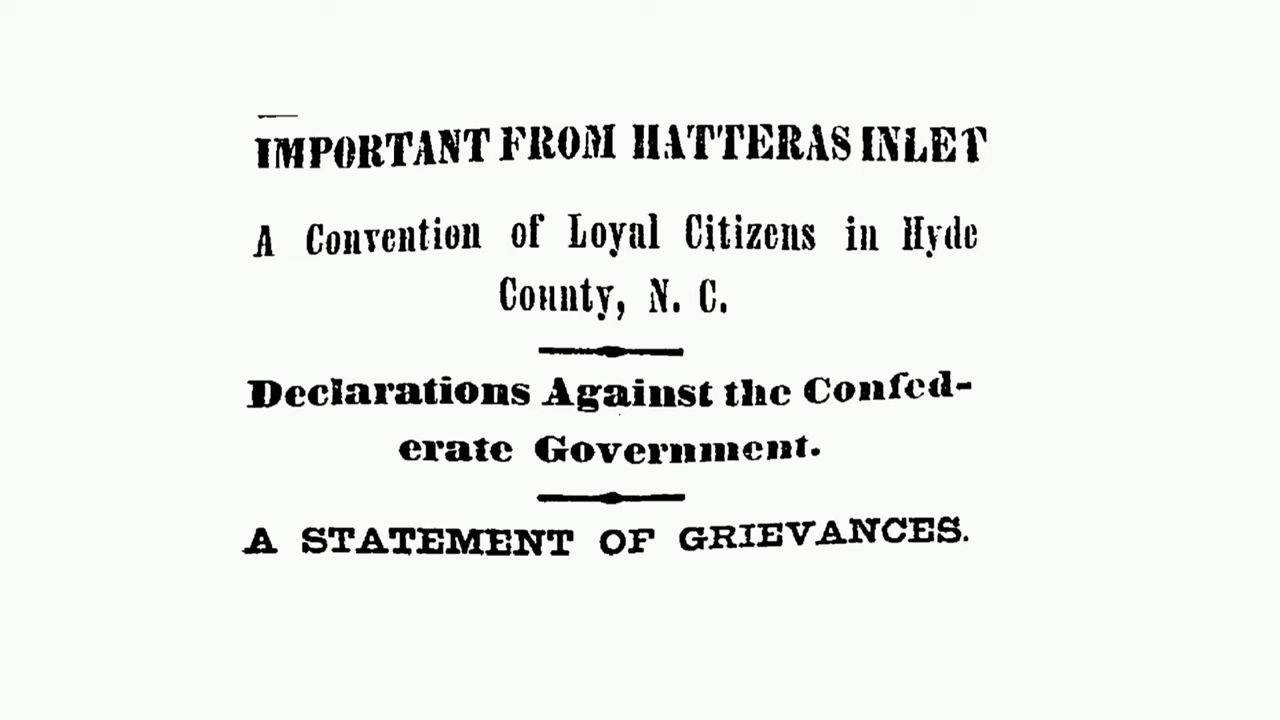 IMPORTANT FROM HATTERAS INLET
A Convention of Loyal Citizens in Hyde
County, N. C.
Declarations Against the Confed-
erate Government.
A STATEMENT OF GRIEVANCES.